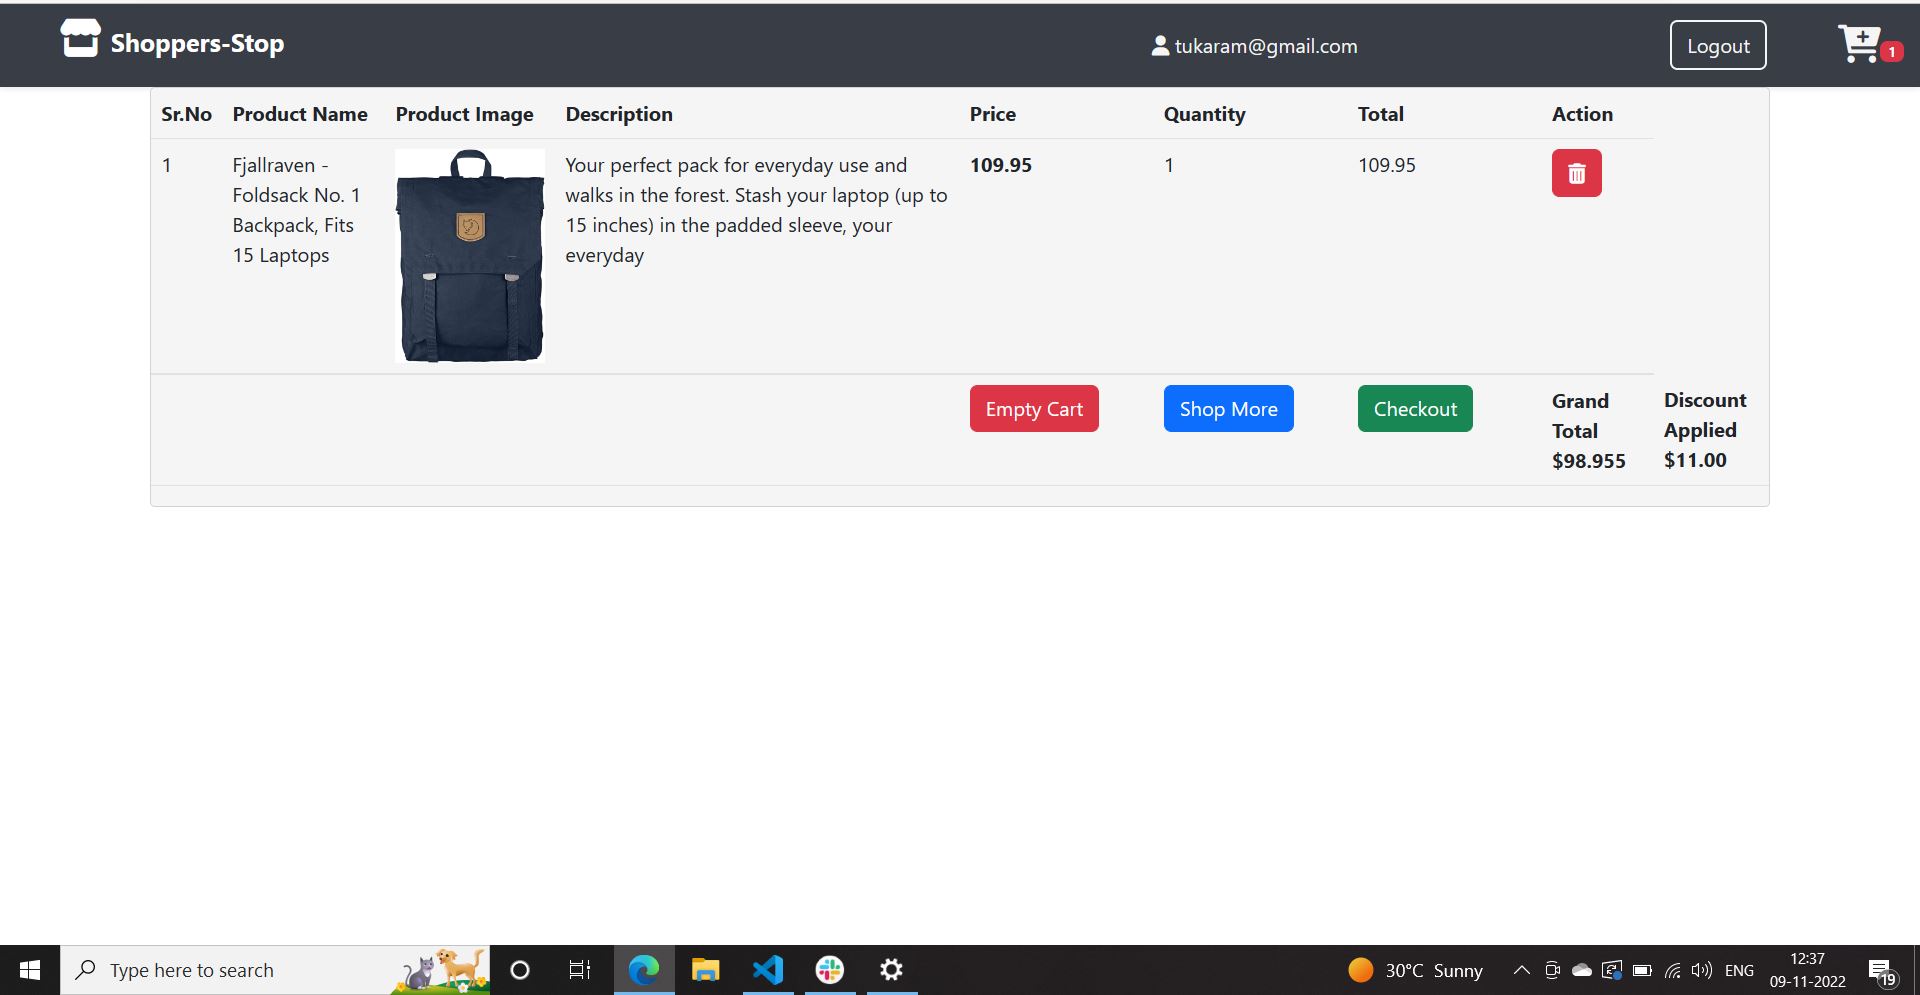 Shoppers-Stop
tukaram@gmail.com
Logout
1
Sr.No Product Name Product Image Description Price Quantity Total Action
1
Fjallraven -
Foldsack No. 1
Backpack, Fits
15 Laptops
Your perfect pack for everyday use and
walks in the forest. Stash your laptop (up to
15 inches) in the padded sleeve, your
everyday
109.95
1
109.95
Empty Cart
Shop More
Checkout
Grand
Total
$98.955
Discount
Applied
$11.00
Type here to search
30°C Sunny
ENG
12:37
09-11-2022
19